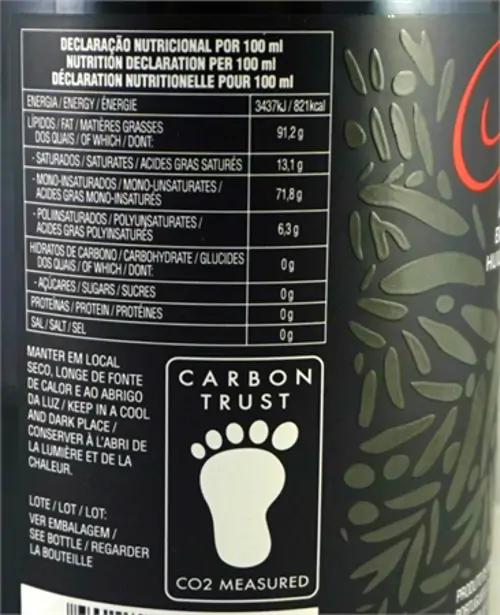 DECLARAÇÃO NUTRICIONAL POR 100 ml
NUTRITION DECLARATION PER 100 ml
DÉCLARATION NUTRITIONELLE POUR 100 ml
ENERGIA / ENERGY / ÉNERGIE 3437kJ / 821kcal
LÍPIDOS / FAT / MATIÈRES GRASSES
DOS QUAIS / OF WHICH / DONT: 91,2 g
- SATURADOS / SATURATES / ACIDES GRAS SATURÉS 13,1 g
- MONO-INSATURADOS / MONO-UNSATURATES /
ACIDES GRAS MONO-INSATURÉS 71,8 g
- POLIINSATURADOS / POLYUNSATURATES /
ACIDES GRAS POLYINSATURÉS 6,3 g
HIDRATOS DE CARBONO / CARBOHYDRATE / GLUCIDES
DOS QUAIS / OF WHICH / DONT: 0 g
- AÇÚCARES / SUGARS / SUCRES 0 g
PROTEÍNAS / PROTEIN / PROTÉINES 0 g
SAL / SALT / SEL 0 g
MANTER EM LOCAL
SECO, LONGE DE FONTE
DE CALOR E AO ABRIGO
DA LUZ / KEEP IN A COOL
AND DARK PLACE /
CONSERVER À L'ABRI DE
LA LUMIÈRE ET DE LA
CHALEUR.
LOTE / LOT / LOT:
VER EMBALAGEM /
SEE BOTTLE / REGARDER
LA BOUTEILLE
CARBON
TRUST
CO2 MEASURED